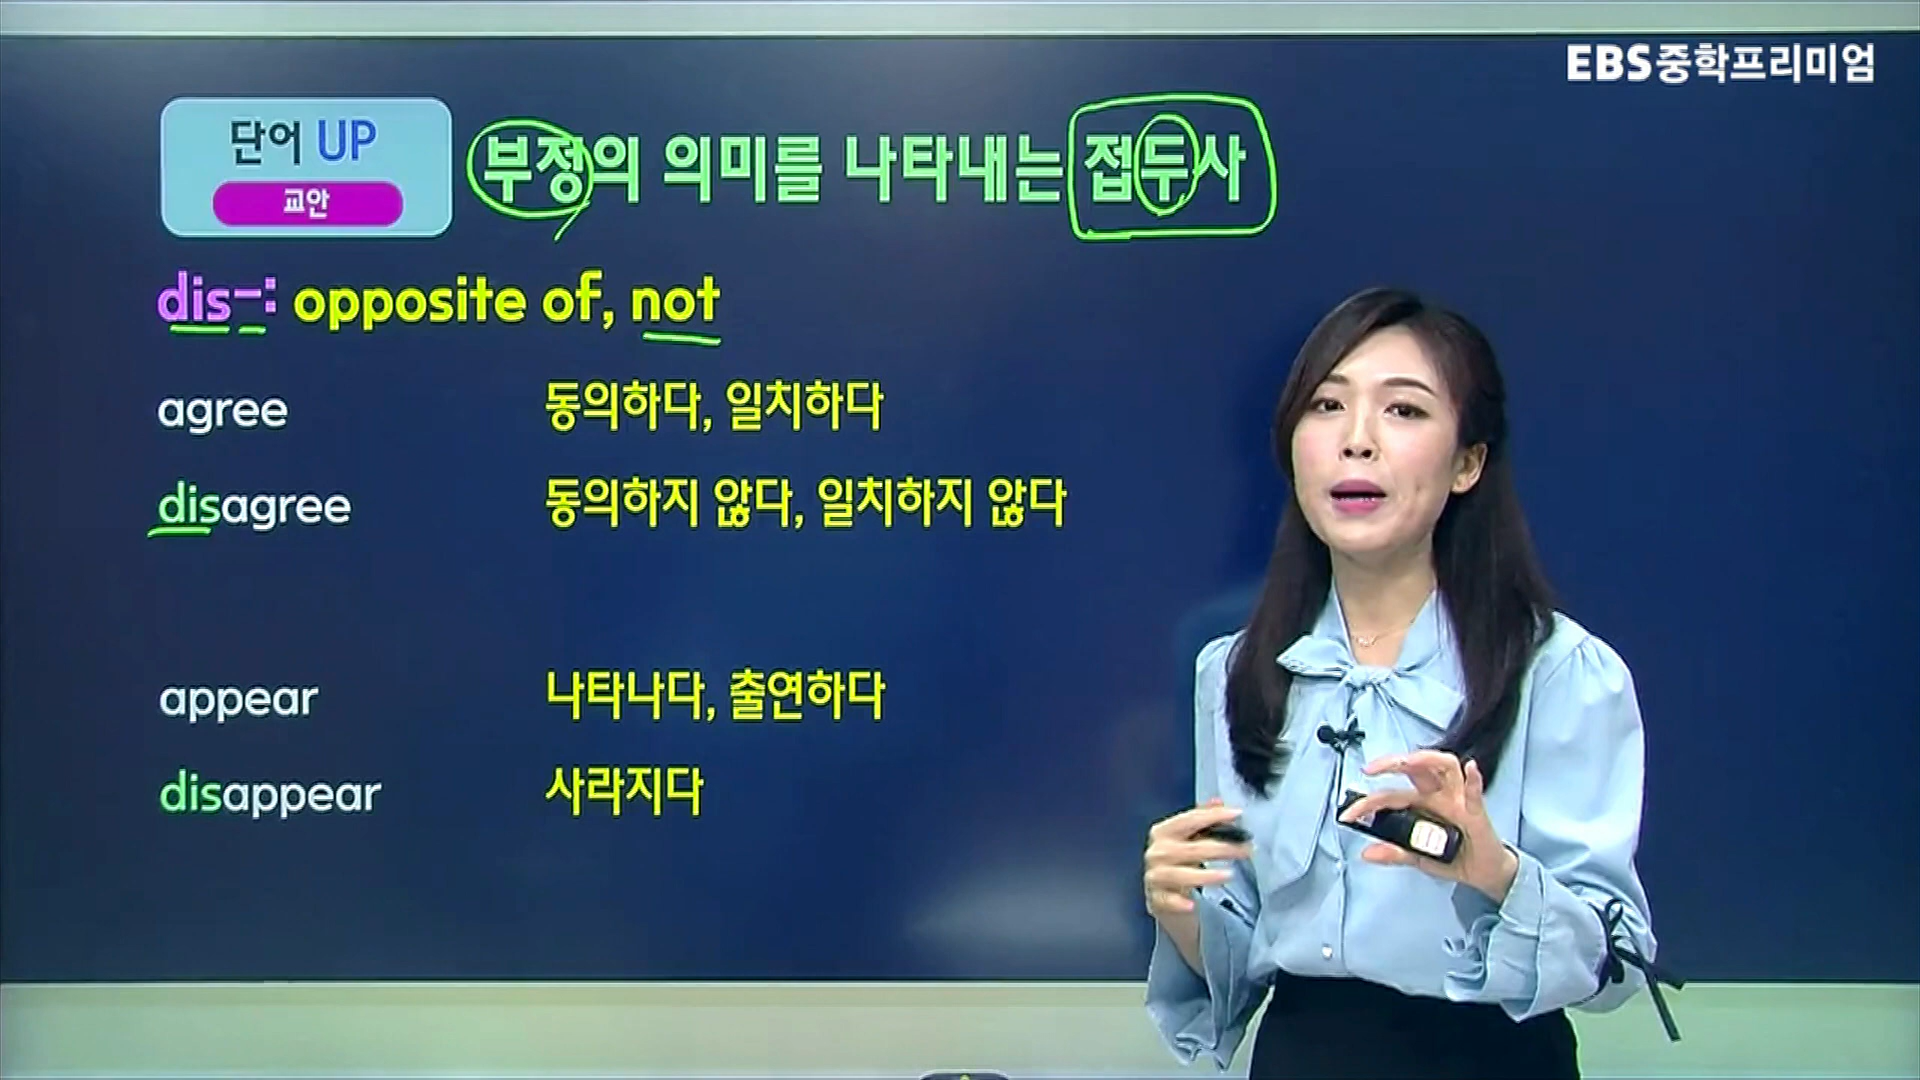 EBS중학프리미엄
단어 UP
교안
부정의 의미를 나타내는 접두사
dis-: opposite of, not
agree 동의하다, 일치하다
disagree 동의하지 않다, 일치하지 않다
appear 나타나다, 출연하다
disappear 사라지다